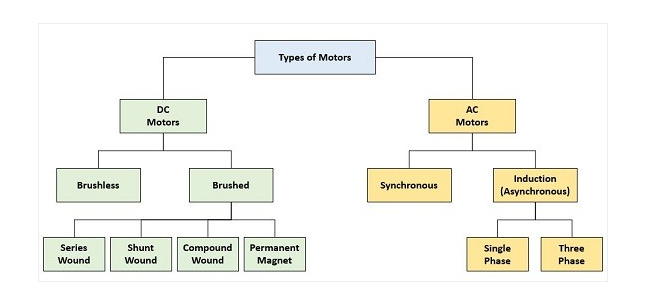 Types of Motors
DC
Motors
AC
Motors
Brushless
Brushed
Synchronous
Induction
(Asynchronous)
Series
Wound
Shunt
Wound
Compound
Wound
Permanent
Magnet
Single
Phase
Three
Phase